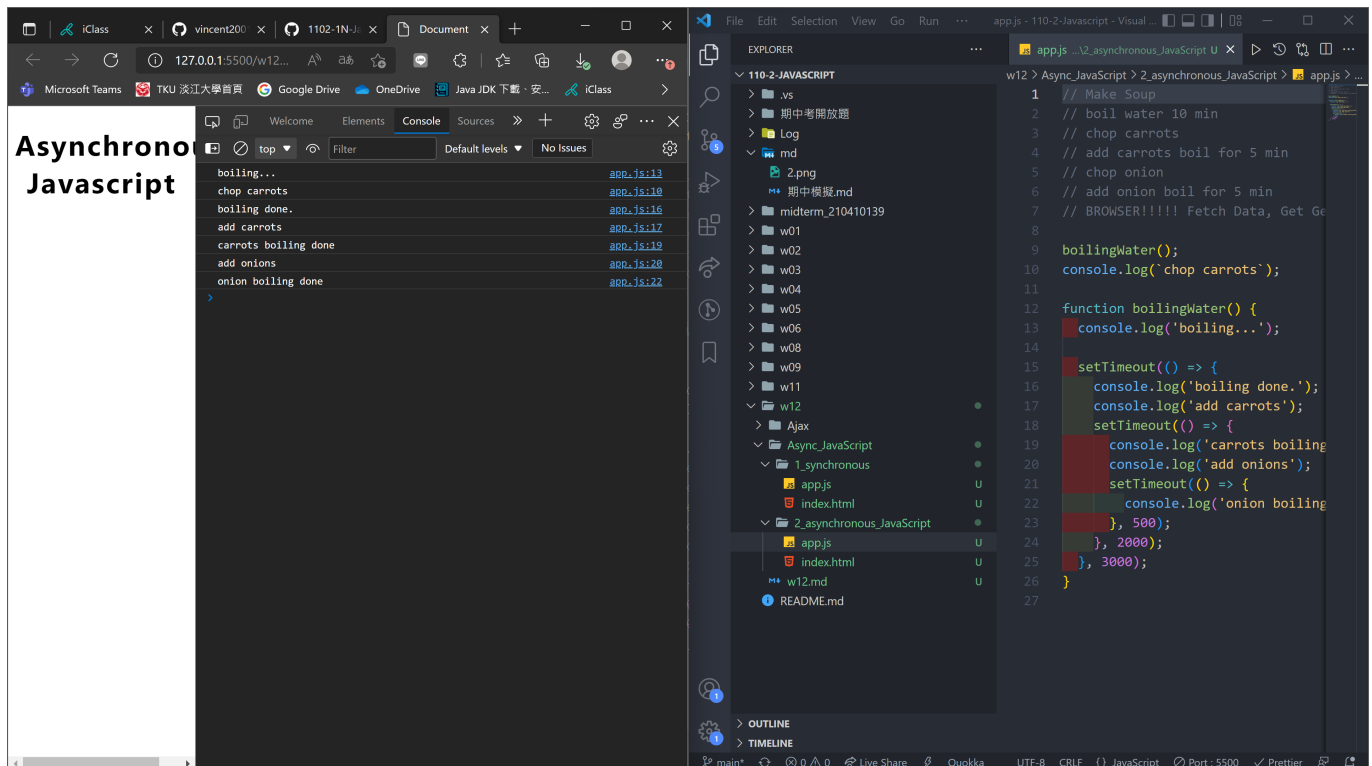 iClass
vincent200
1102-1N-Ja
Document
127.0.0.1:5500/w12...
Microsoft Teams
TKU 淡江大學首頁
Google Drive
OneDrive
Java JDK 下載 - 安...
iClass
Asynchronou
Javascript
Welcome
Elements
Console
Sources
top
Filter
Default levels
No Issues
boiling... app.js:13
chop carrots app.js:10
boiling done. app.js:16
add carrots app.js:17
carrots boiling done app.js:19
add onions app.js:20
onion boiling done app.js:22
File Edit Selection View Go Run ... app.js - 110-2-Javascript - Visual ...
EXPLORER
110-2-JAVASCRIPT
.vs
期中考開放題
Log
md
2.png
期中模擬.md
midterm_210410139
w01
w02
w03
w04
w05
w06
w08
w09
w11
w12
Ajax
Async_JavaScript
1_synchronous
app.js U
index.html U
2_asynchronous_JavaScript
app.js U
index.html U
w12.md U
README.md
OUTLINE
TIMELINE
5
1
1
app.js ...\2_asynchronous_JavaScript U
w12 > Async_JavaScript > 2_asynchronous_JavaScript > app.js > ...
1 // Make Soup
2 // boil water 10 min
3 // chop carrots
4 // add carrots boil for 5 min
5 // chop onion
6 // add onion boil for 5 min
7 // BROWSER!!!!! Fetch Data, Get Ge
8
9 boilingWater();
10 console.log(`chop carrots`);
11
12 function boilingWater() {
13 console.log('boiling...');
14
15 setTimeout(() => {
16 console.log('boiling done.');
17 console.log('add carrots');
18 setTimeout(() => {
19 console.log('carrots boiling
20 console.log('add onions');
21 setTimeout(() => {
22 console.log('onion boiling
23 }, 500);
24 }, 2000);
25 }, 3000);
26 }
27
main* 0 0 Live Share Quokka UTF-8 CRLF {} JavaScript Port : 5500 Prettier